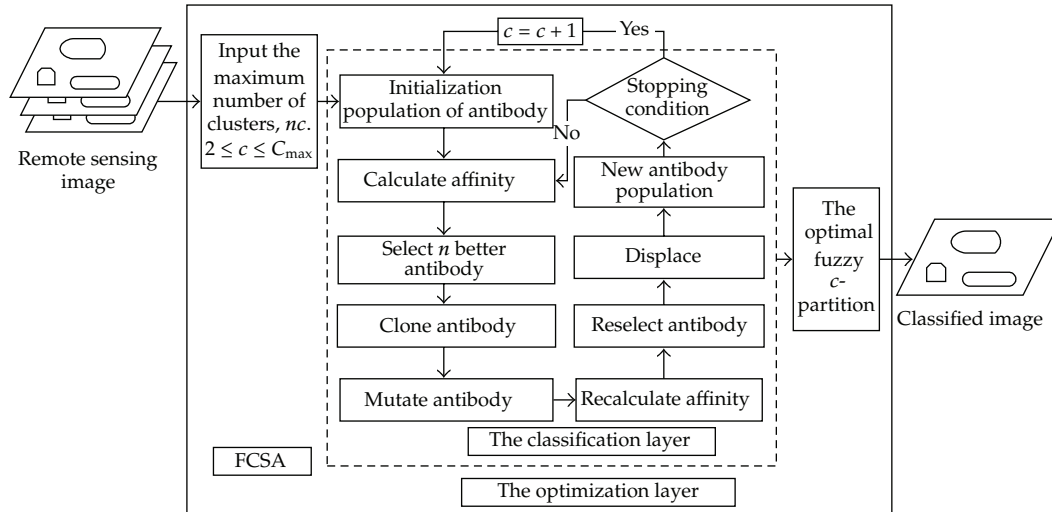 Remote sensing
image
Input the
maximum
number of
clusters, nc.
2 ≤ c ≤ Cmax
c = c + 1
Yes
Initialization
population of antibody
Stopping
condition
No
Calculate affinity
New antibody
population
Select n better
antibody
Displace
Clone antibody
Reselect antibody
Mutate antibody
Recalculate affinity
The classification layer
FCSA
The optimization layer
The
optimal
fuzzy
c-
partition
Classified image